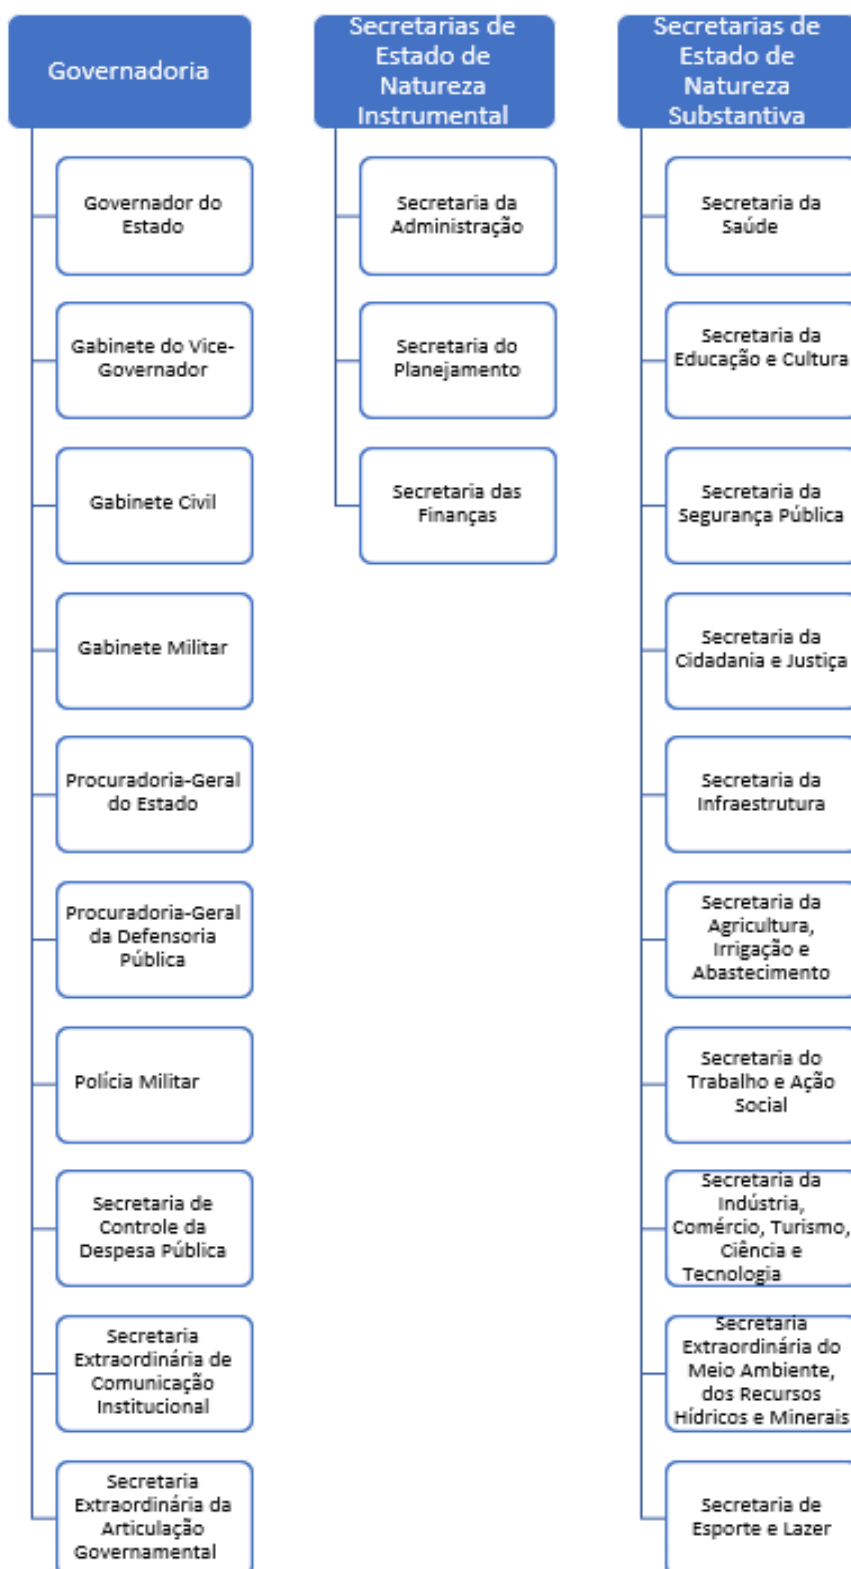 Governadoria
Governador do
Estado
Gabinete do Vice-
Governador
Gabinete Civil
Gabinete Militar
Procuradoria-Geral
do Estado
Procuradoria-Geral
da Defensoria
Pública
Polícia Militar
Secretaria de
Controle da
Despesa Pública
Secretaria
Extraordinária de
Comunicação
Institucional
Secretaria
Extraordinária da
Articulação
Governamental
Secretarias de
Estado de
Natureza
Instrumental
Secretaria da
Administração
Secretaria do
Planejamento
Secretaria das
Finanças
Secretarias de
Estado de
Natureza
Substantiva
Secretaria da
Saúde
Secretaria da
Educação e Cultura
Secretaria da
Segurança Pública
Secretaria da
Cidadania e Justiça
Secretaria da
Infraestrutura
Secretaria da
Agricultura,
Irrigação e
Abastecimento
Secretaria do
Trabalho e Ação
Social
Secretaria da
Indústria,
Comércio, Turismo,
Ciência e
Tecnologia
Secretaria
Extraordinária do
Meio Ambiente,
dos Recursos
Hídricos e Minerais
Secretaria de
Esporte e Lazer